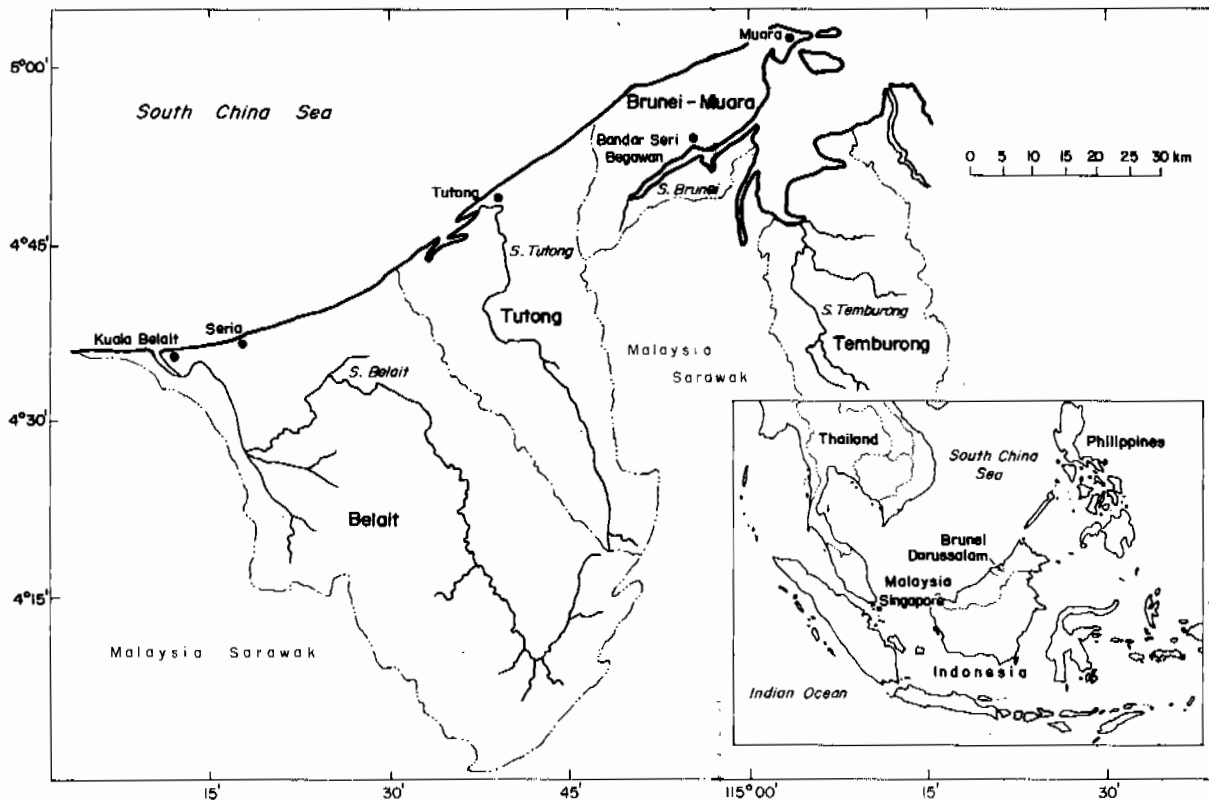 Muara
5°00'
South China Sea
Brunei-Muara
Bandar Seri
Begawan
0 5 10 15 20 25 30 km
S. Brunei
Tutong
4°45'
S. Tutong
S. Temburong
Kuala Belait
Seria
Tutong
Temburong
Malaysia
Sarawak
S. Belait
4°30'
Thailand
South China
Sea
Philippines
Belait
Brunei
Darussalam
Malaysia
Singapore
4°15'
Malaysia Sarawak
Indonesia
Indian Ocean
15'
30'
45'
115°00'
15'
30'